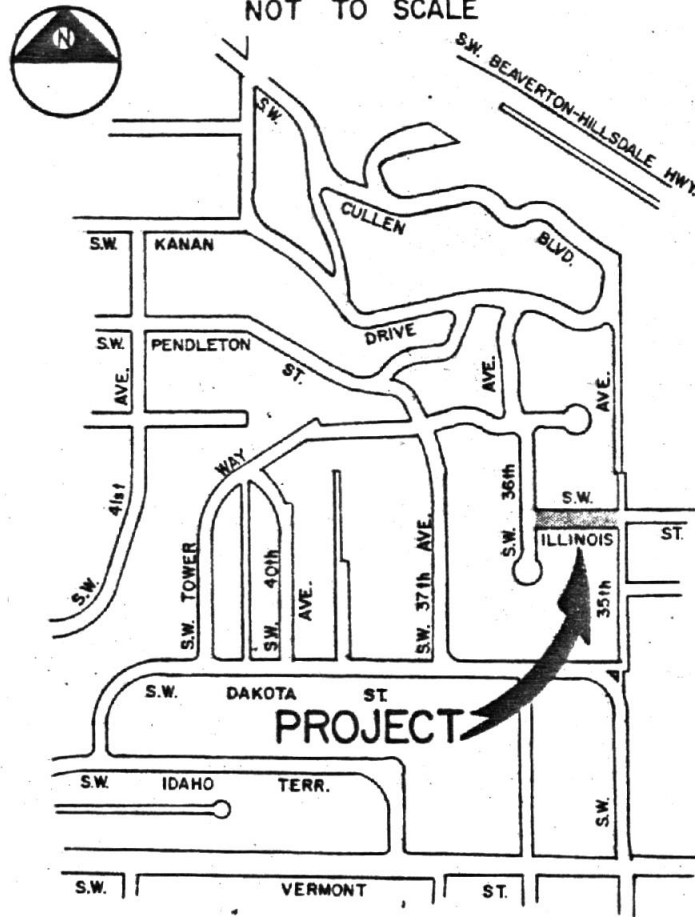 NOT TO SCALE
N
S.W. BEAVERTON-HILLSDALE HWY.
S.W. CULLEN BLVD.
S.W. KANAN DRIVE
S.W. PENDLETON ST.
S.W. 41st AVE.
S.W. TOWER WAY
S.W. 40th AVE.
S.W. 37th AVE.
S.W. 36th AVE.
S.W. ILLINOIS ST.
S.W. 35th AVE.
S.W. DAKOTA ST.
PROJECT
S.W. IDAHO TERR.
S.W. VERMONT ST.